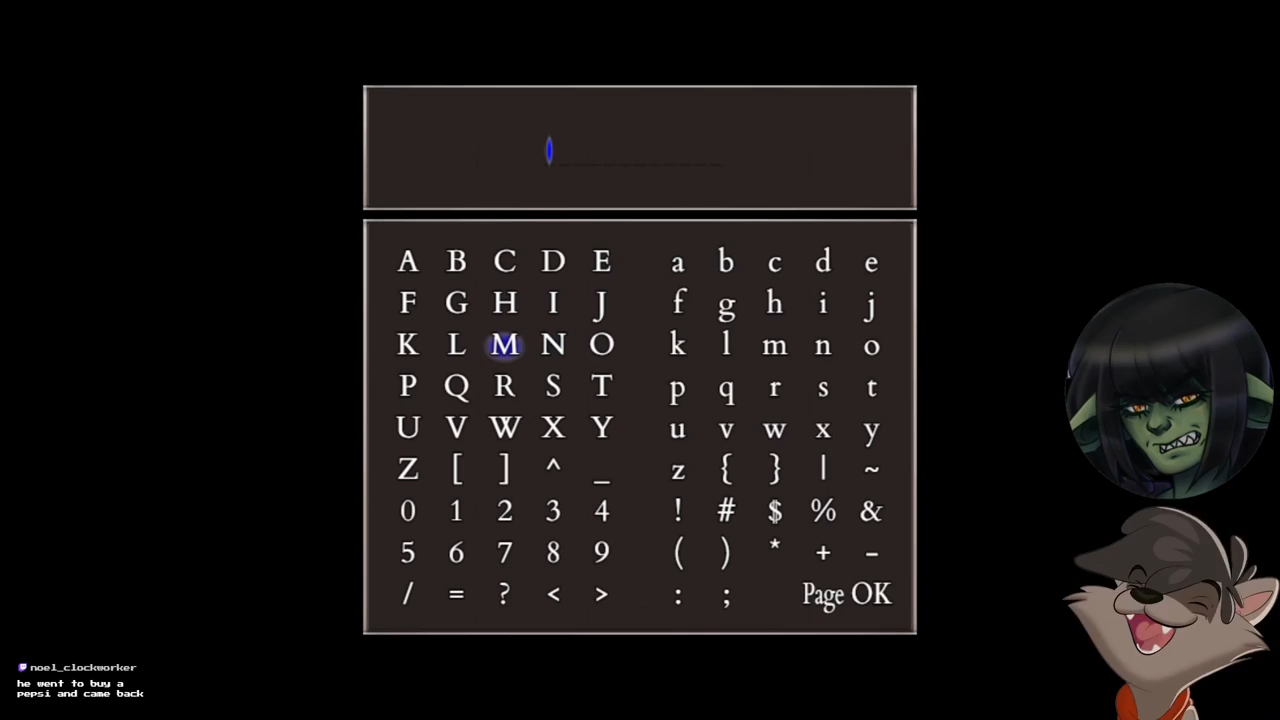 A B C D E a b c d e
F G H I J f g h i j
K L M N O k l m n o
P Q R S T p q r s t
U V W X Y u v w x y
Z [ ] ^ _ z { } | ~
0 1 2 3 4 ! # $ % &
5 6 7 8 9 ( ) * + -
/ = ? < > : ; Page OK
noel_clockworker
he went to buy a
pepsi and came back